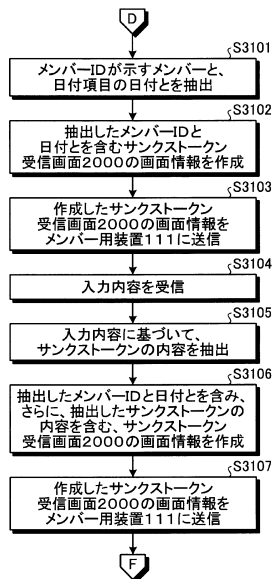 D
S3101
メンバーIDが示すメンバーと、
日付項目の日付とを抽出
S3102
抽出したメンバーIDと
日付とを含むサンクストークン
受信画面2000の画面情報を作成
S3103
作成したサンクストークン
受信画面2000の画面情報を
メンバー用装置111に送信
S3104
入力内容を受信
S3105
入力内容に基づいて、
サンクストークンの内容を抽出
S3106
抽出したメンバーIDと日付とを含み、
さらに、抽出したサンクストークンの
内容を含む、サンクストークン
受信画面2000の画面情報を作成
S3107
作成したサンクストークン
受信画面2000の画面情報を
メンバー用装置111に送信
F